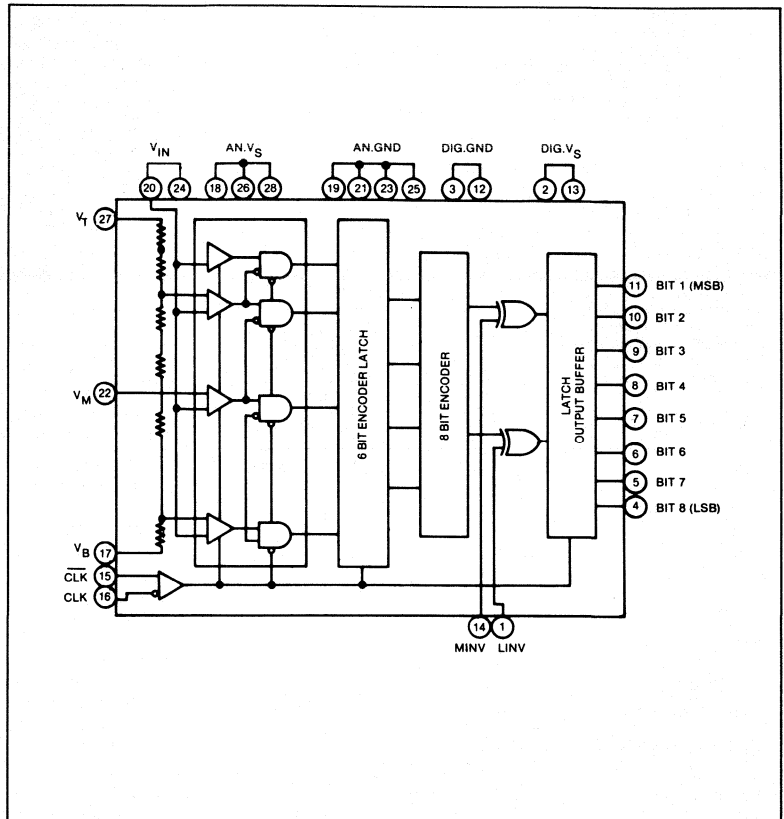 V_IN AN.V_S AN.GND DIG.GND DIG.V_S
20 24 18 26 28 19 21 23 25 3 12 2 13
V_T 27
11 BIT 1 (MSB)
10 BIT 2
9 BIT 3
V_M 22
8 BIT 4
6 BIT ENCODER LATCH
8 BIT ENCODER
LATCH
OUTPUT BUFFER
7 BIT 5
6 BIT 6
5 BIT 7
4 BIT 8 (LSB)
V_B 17
CLK 15
CLK 16
14 1
MINV LINV